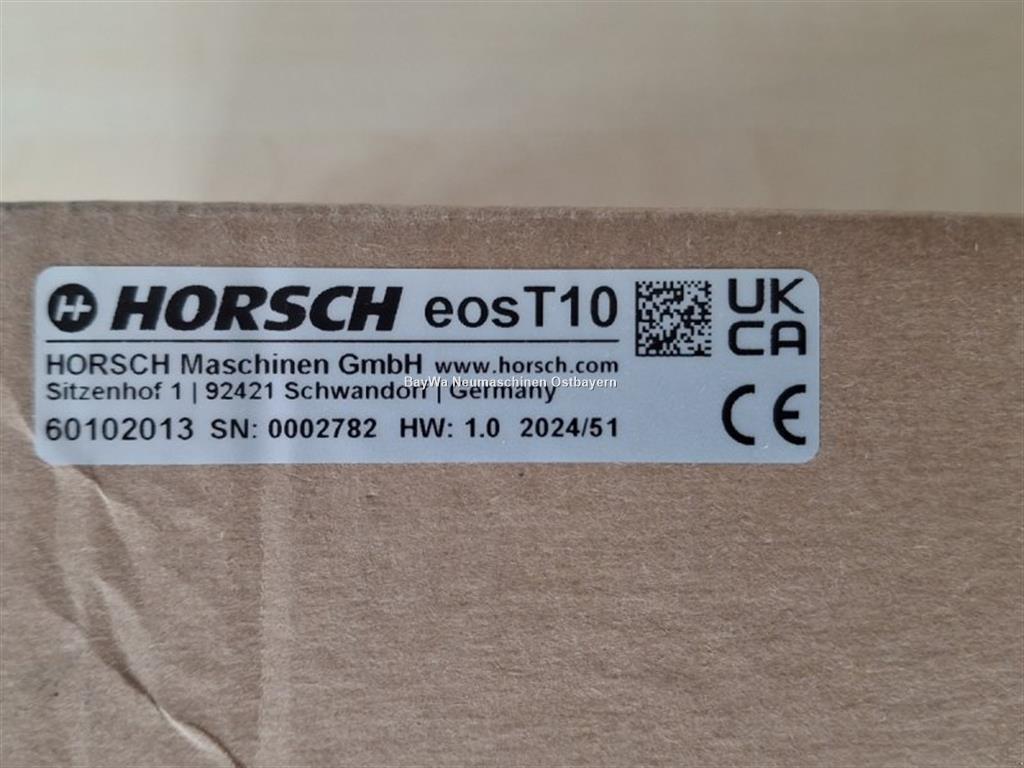 HORSCH eosT10
HORSCH Maschinen GmbH www.horsch.com
Sitzenhof 1 | 92421 Schwandorf | Germany
60102013 SN: 0002782 HW: 1.0 2024/51
UK
CA
CE
BayWa Neumaschinen Ostbayern